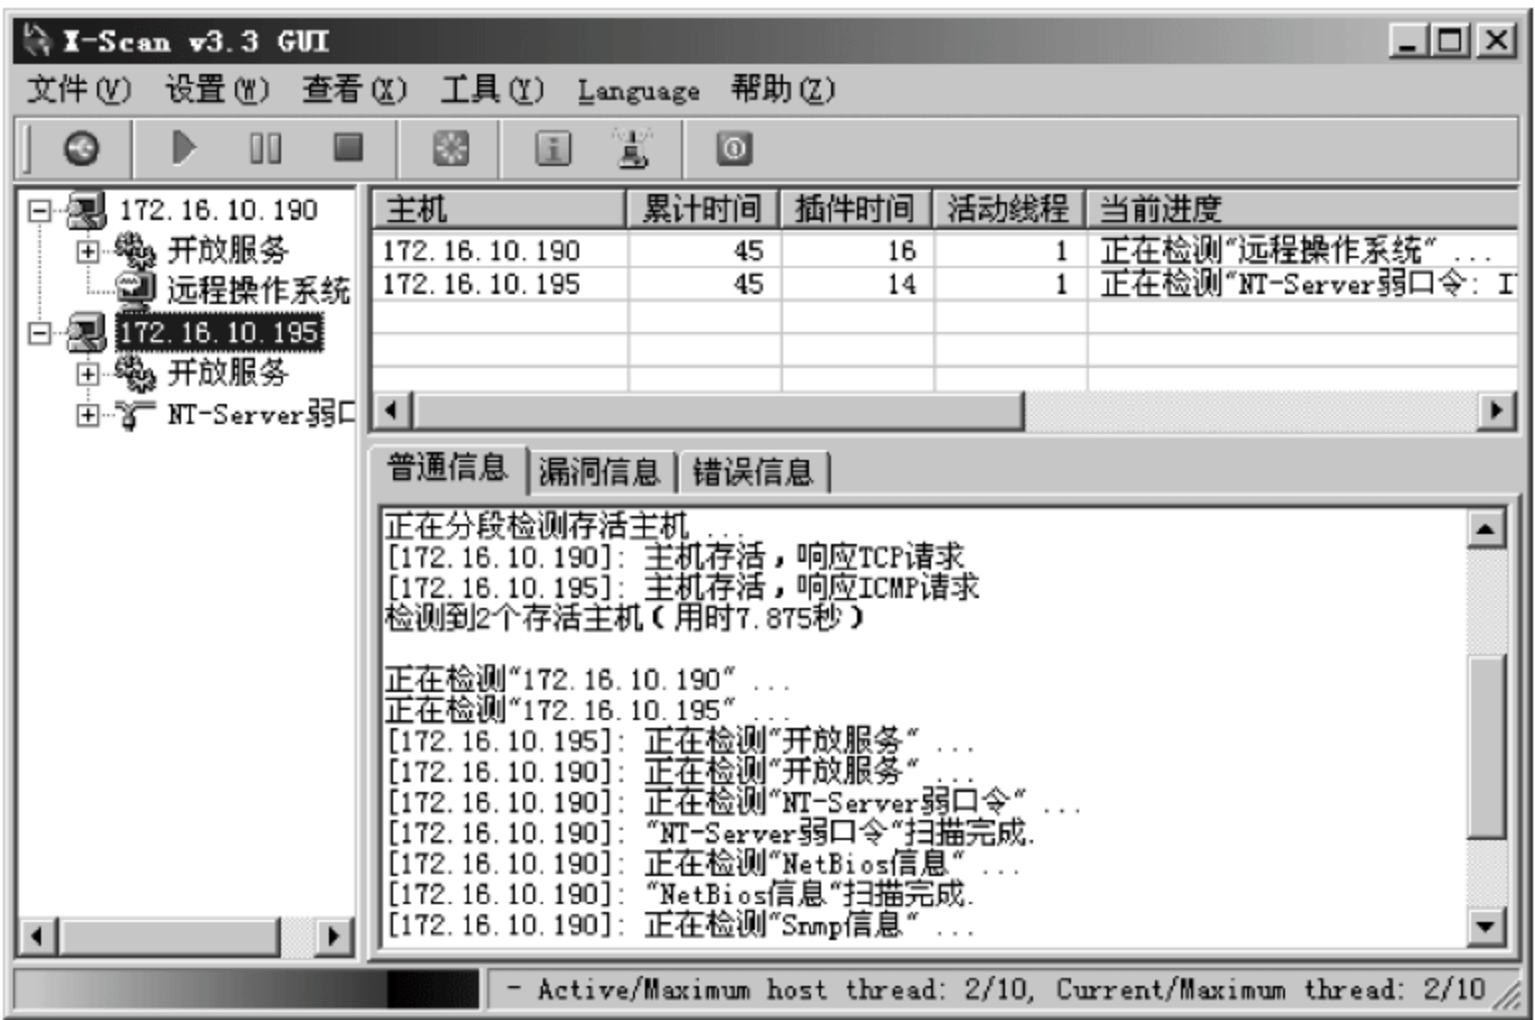 X-Scan v3.3 GUI
文件(V) 设置(W) 查看(X) 工具(Y) Language 帮助(Z)
172.16.10.190
开放服务
远程操作系统
172.16.10.195
开放服务
NT-Server弱口
主机 累计时间 插件时间 活动线程 当前进度
172.16.10.190 45 16 1 正在检测"远程操作系统" ...
172.16.10.195 45 14 1 正在检测"NT-Server弱口令: I
普通信息 漏洞信息 错误信息
正在分段检测存活主机 ...
[172.16.10.190]: 主机存活，响应TCP请求
[172.16.10.195]: 主机存活，响应ICMP请求
检测到2个存活主机(用时7.875秒)
正在检测"172.16.10.190" ...
正在检测"172.16.10.195" ...
[172.16.10.195]: 正在检测"开放服务" ...
[172.16.10.190]: 正在检测"开放服务" ...
[172.16.10.190]: 正在检测"NT-Server弱口令" ...
[172.16.10.190]: "NT-Server弱口令"扫描完成.
[172.16.10.190]: 正在检测"NetBios信息" ...
[172.16.10.190]: "NetBios信息"扫描完成.
[172.16.10.190]: 正在检测"Snmp信息" ...
- Active/Maximum host thread: 2/10, Current/Maximum thread: 2/10